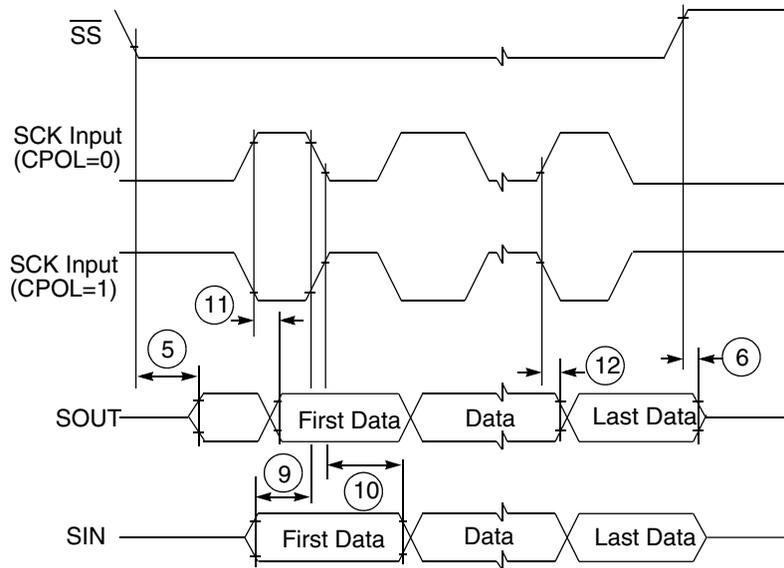 SS
SCK Input
(CPOL=0)
SCK Input
(CPOL=1)
11
5
12
6
SOUT
First Data
Data
Last Data
9
10
SIN
First Data
Data
Last Data